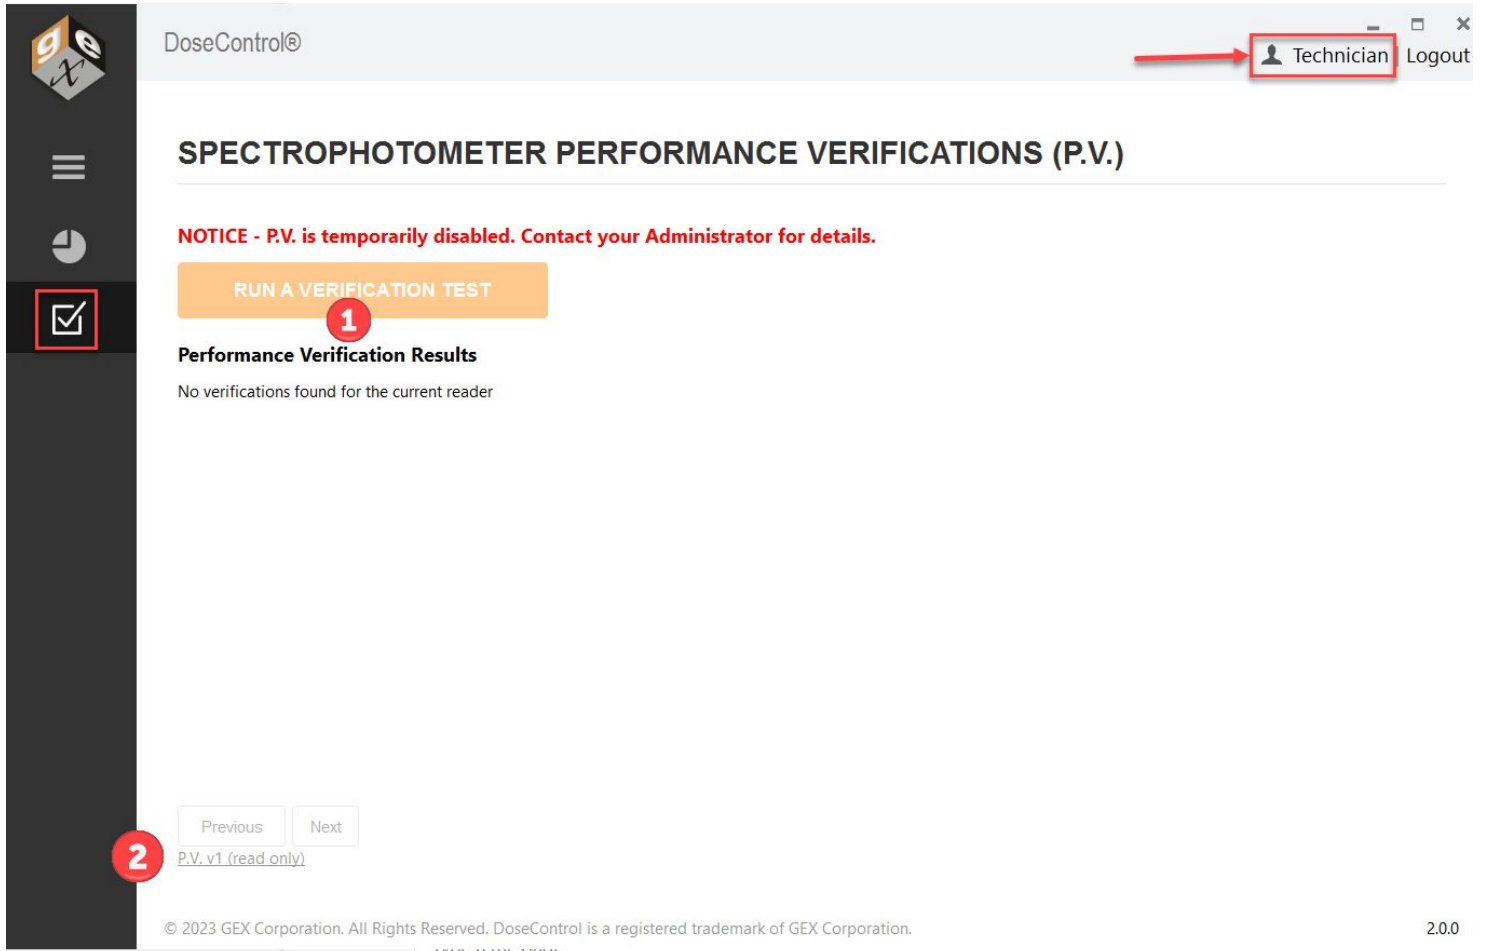 gex
DoseControl®
Technician Logout
SPECTROPHOTOMETER PERFORMANCE VERIFICATIONS (P.V.)
NOTICE - P.V. is temporarily disabled. Contact your Administrator for details.
RUN A VERIFICATION TEST
1
Performance Verification Results
No verifications found for the current reader
Previous Next
2
P.V. v1 (read only)
© 2023 GEX Corporation. All Rights Reserved. DoseControl is a registered trademark of GEX Corporation.
2.0.0